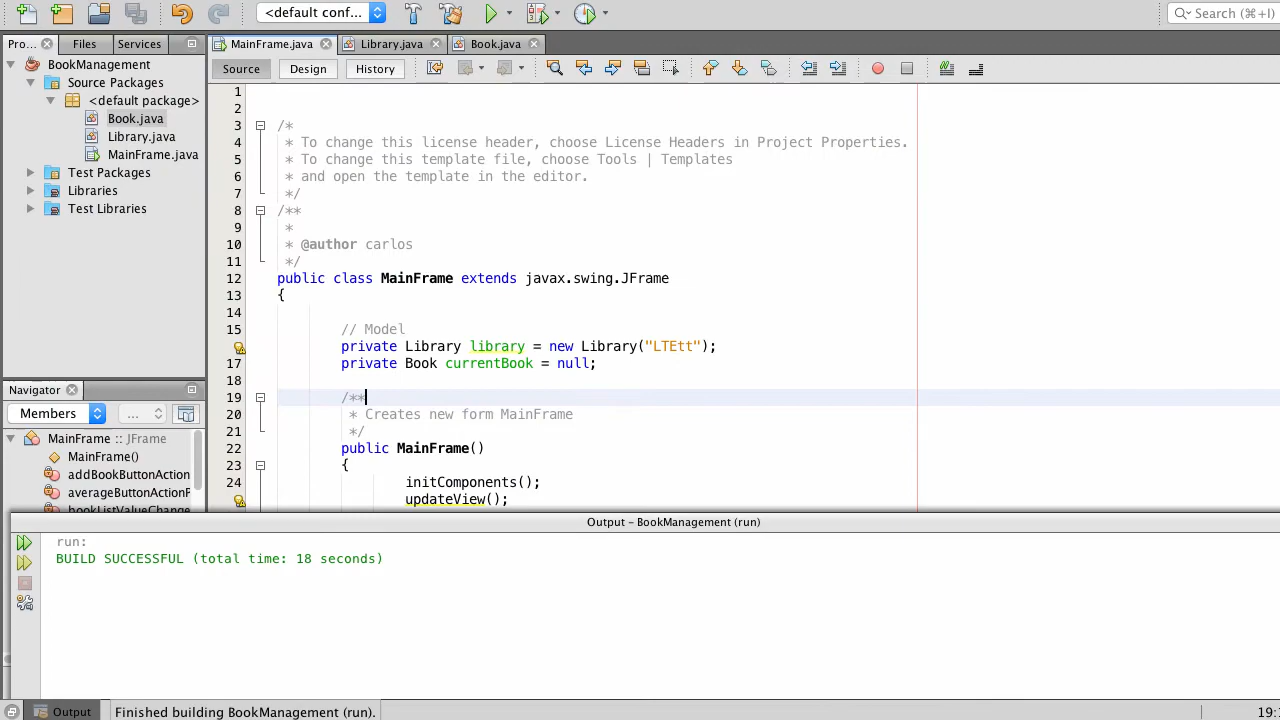 <default conf...
Search (⌘+I)
Pro...
Files
Services
MainFrame.java
Library.java
Book.java
BookManagement
Source Packages
<default package>
Book.java
Library.java
MainFrame.java
Test Packages
Libraries
Test Libraries
Source
Design
History
1
2
3 /*
4 * To change this license header, choose License Headers in Project Properties.
5 * To change this template file, choose Tools | Templates
6 * and open the template in the editor.
7 */
8 /**
9 *
10 * @author carlos
11 */
12 public class MainFrame extends javax.swing.JFrame
13 {
14
15 // Model
private Library library = new Library("LTEtt");
17 private Book currentBook = null;
18
19 /**
20 * Creates new form MainFrame
21 */
22 public MainFrame()
23 {
24 initComponents();
updateView();
Navigator
Members
...
MainFrame :: JFrame
MainFrame()
addBookButtonAction
averageButtonActionP
bookListValueChange
Output – BookManagement (run)
run:
BUILD SUCCESSFUL (total time: 18 seconds)
Output
Finished building BookManagement (run).